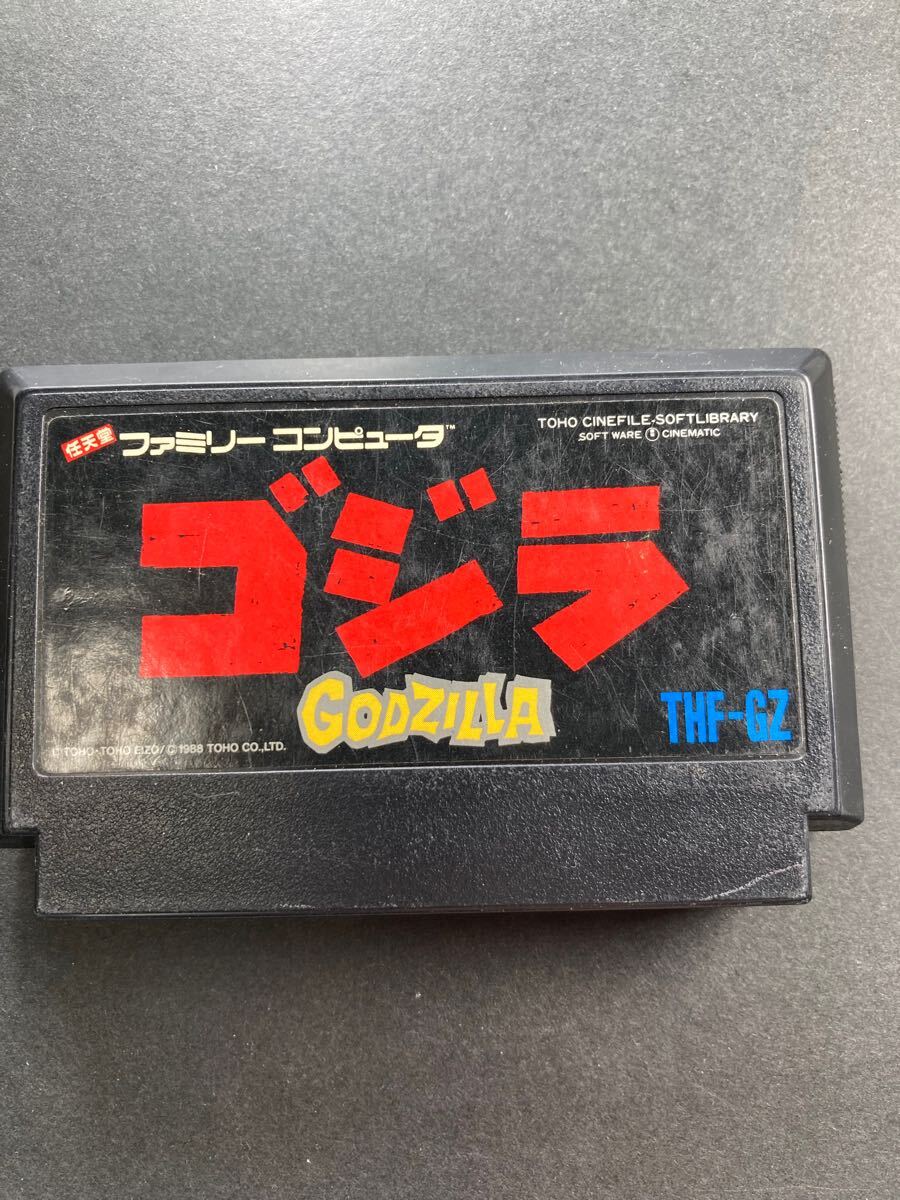 任天堂 ファミリーコンピュータ™
TOHO CINEFILE-SOFTLIBRARY
SOFT WARE CINEMATIC
ゴジラ
GODZILLA
THF-GZ
© TOHO・TOHO EIZO/© 1988 TOHO CO.,LTD.